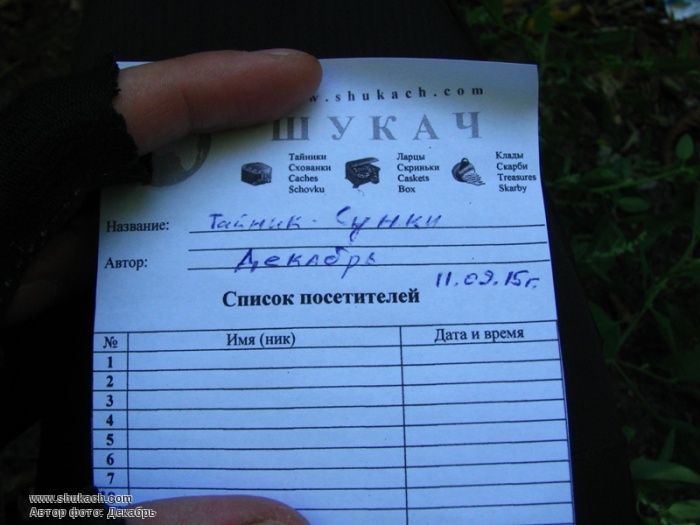 w.shukach.com
ШУКАЧ
Тайники
Схованки
Caches
Schovku
Ларцы
Скриньки
Caskets
Box
Клады
Скарби
Treasures
Skarby
Название: Тайник - Сунки
Автор: Декабрь
11.09.15г.
Список посетителей
№ Имя (ник) Дата и время
1
2
3
4
5
6
7
www.shukach.com
Автор фото: Декабрь